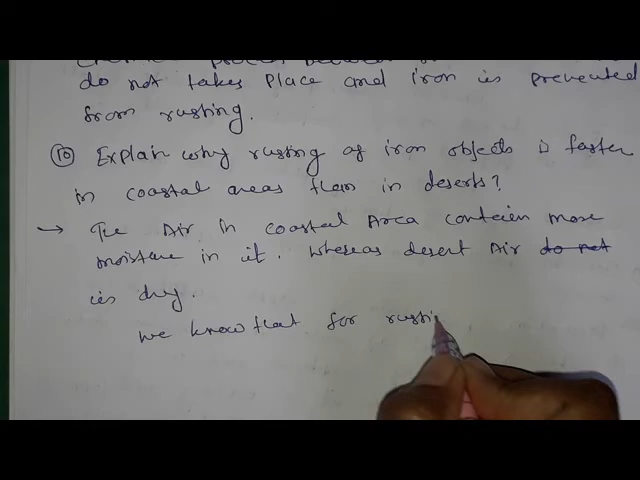 do not takes place and iron is prevented
from rusting.
(10) Explain why rusting of iron objects is faster
in coastal areas than in deserts?
→ The Air in coastal Area contain more
moisture in it. Whereas desert Air do not
is dry.
we know that for rusti